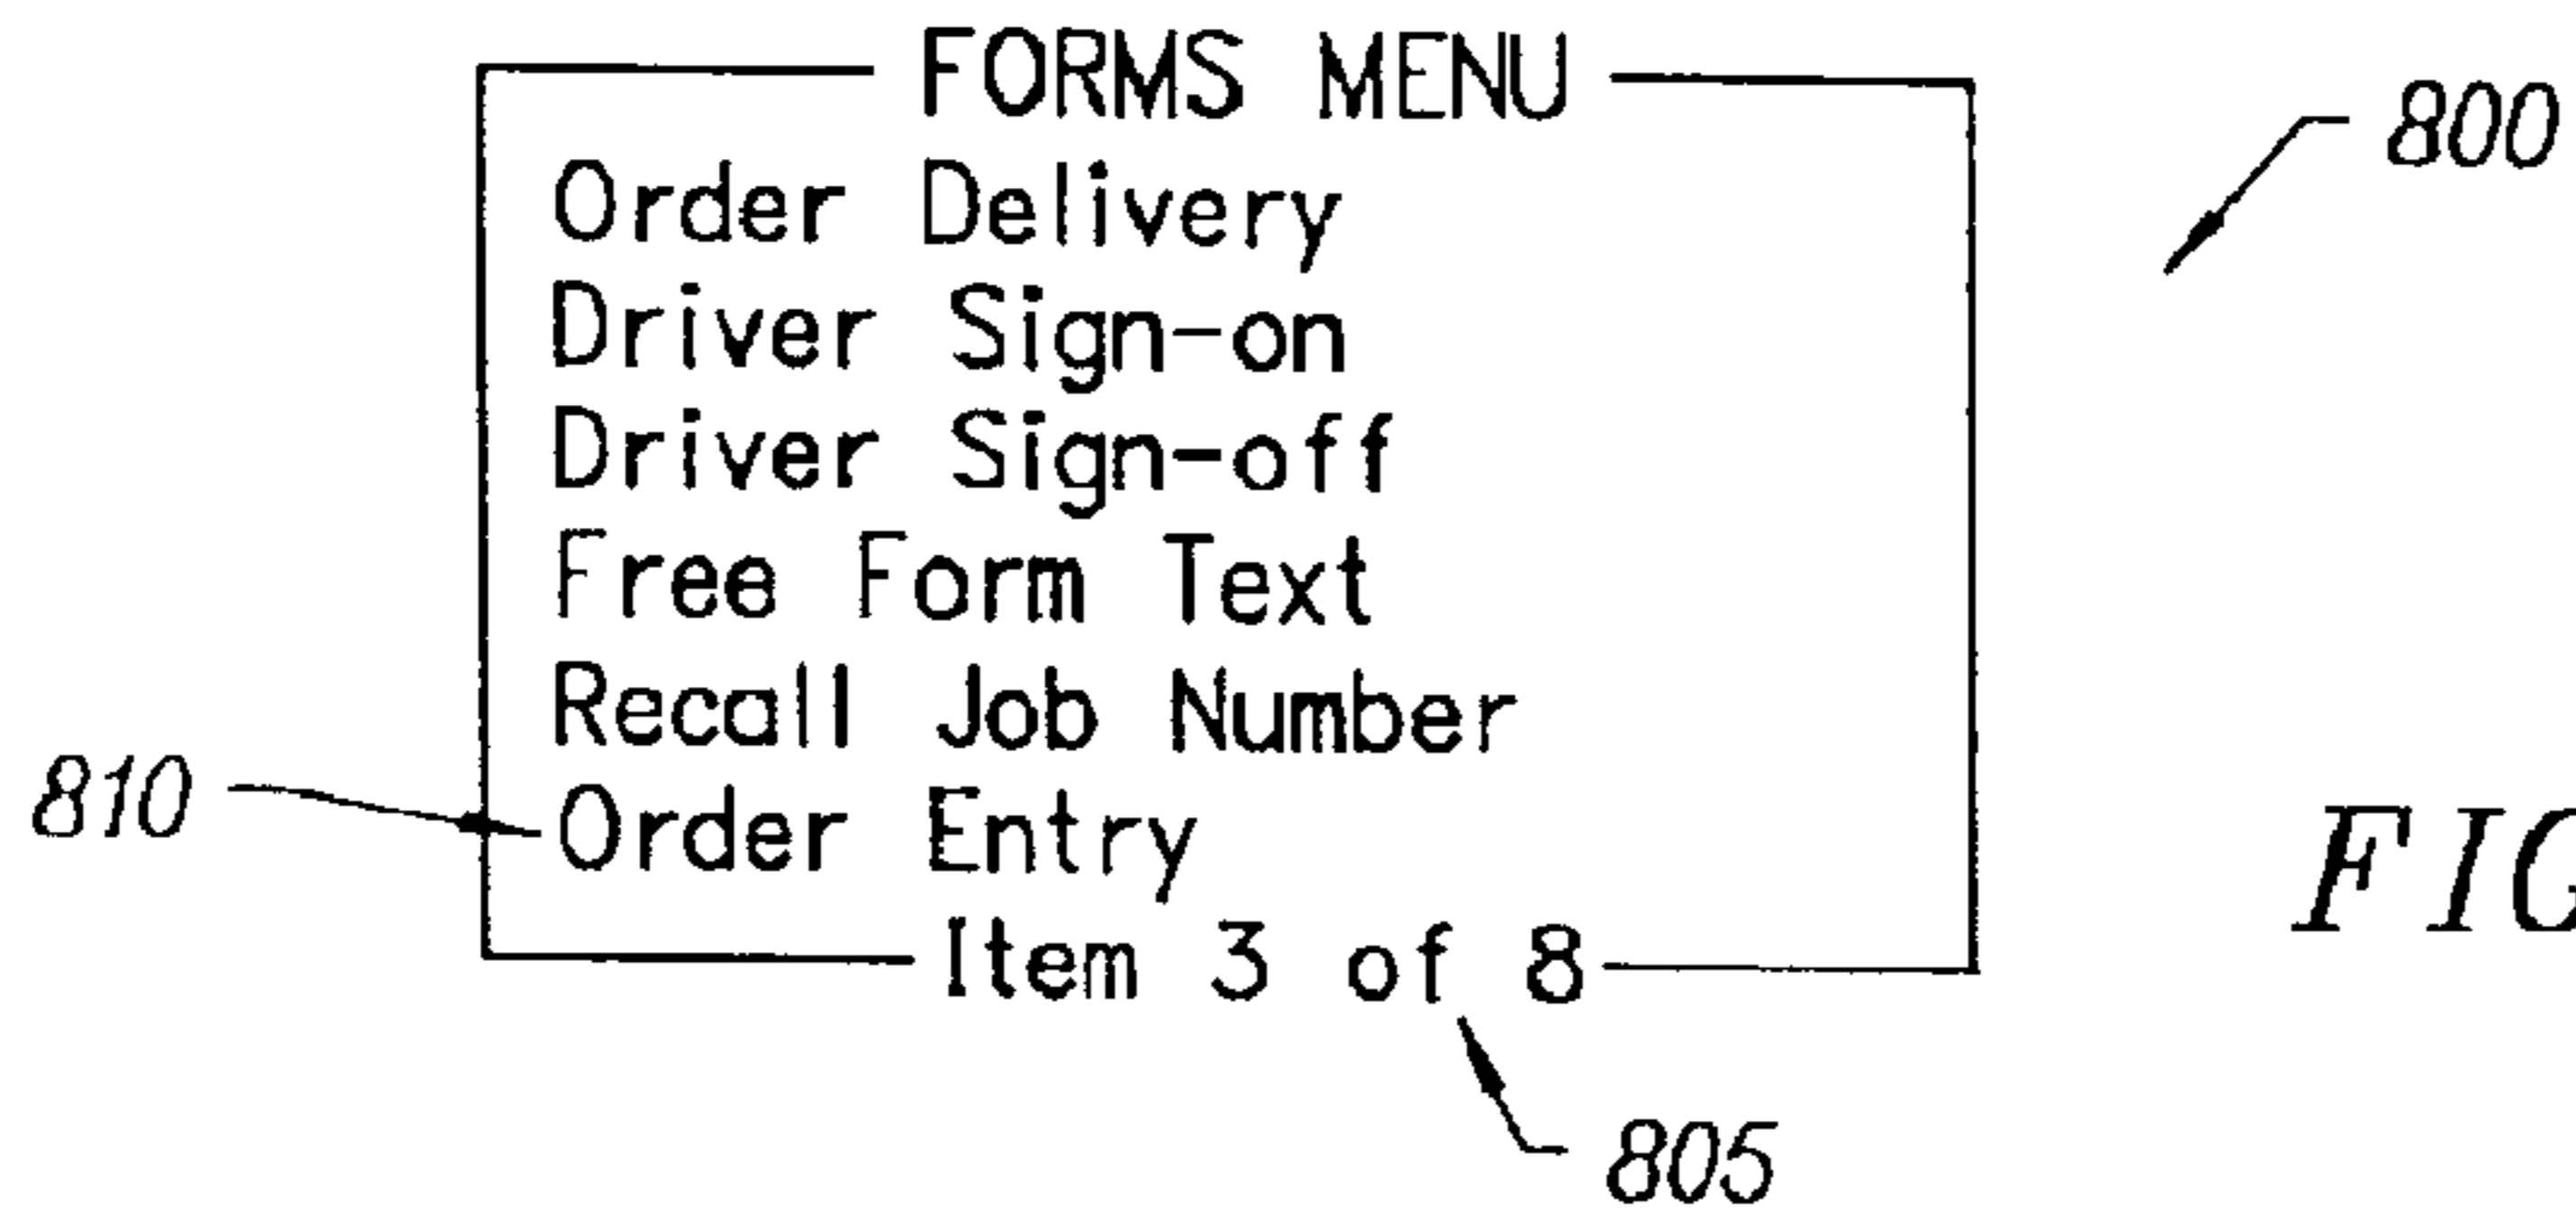 FORMS MENU
800
Order Delivery
Driver Sign-on
Driver Sign-off
Free Form Text
Recall Job Number
810
Order Entry
Item 3 of 8
805